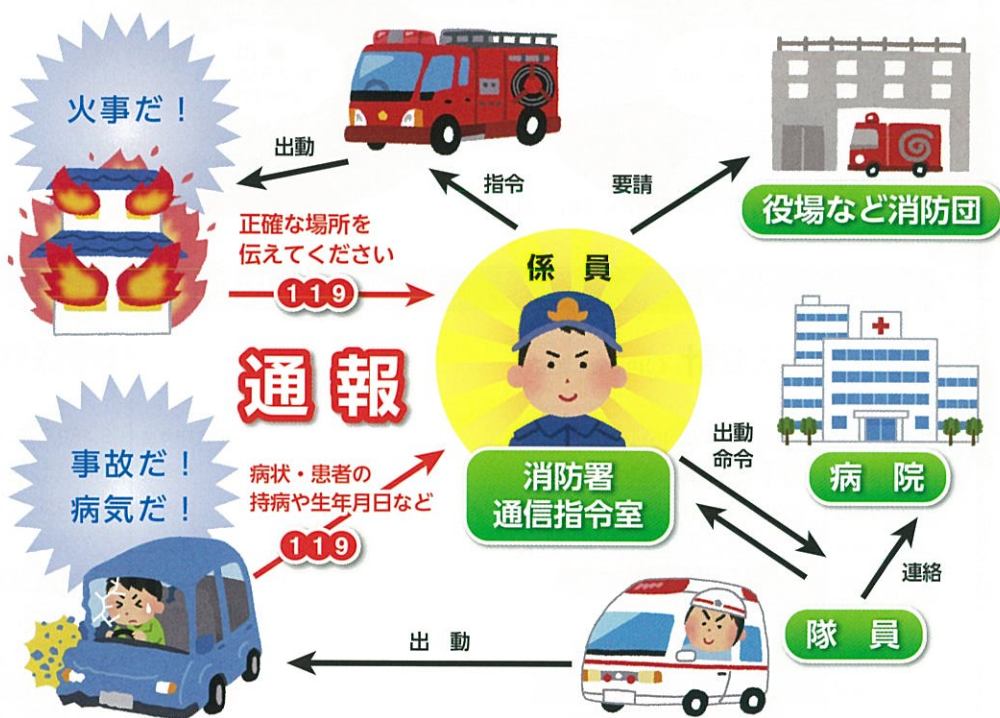 火事だ！
出動
指令
要請
役場など消防団
正確な場所を
伝えてください
119
係員
通報
事故だ！
病気だ！
病状・患者の
持病や生年月日など
119
消防署
通信指令室
出動
命令
病院
連絡
隊員
出動